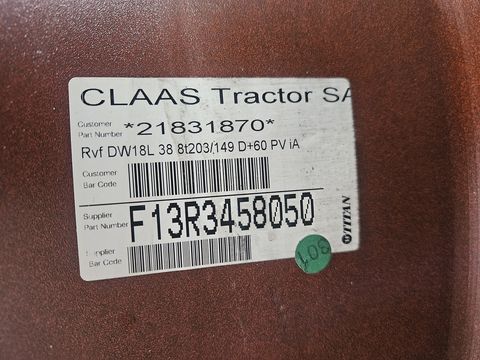 CLAAS Tractor SA
Customer
Part Number *21831870*
Rvf DW18L 38 8t203/149 D+60 PV iA
Customer
Bar Code
Supplier
Part Number F13R3458050
Supplier
Bar Code
TITAN
301